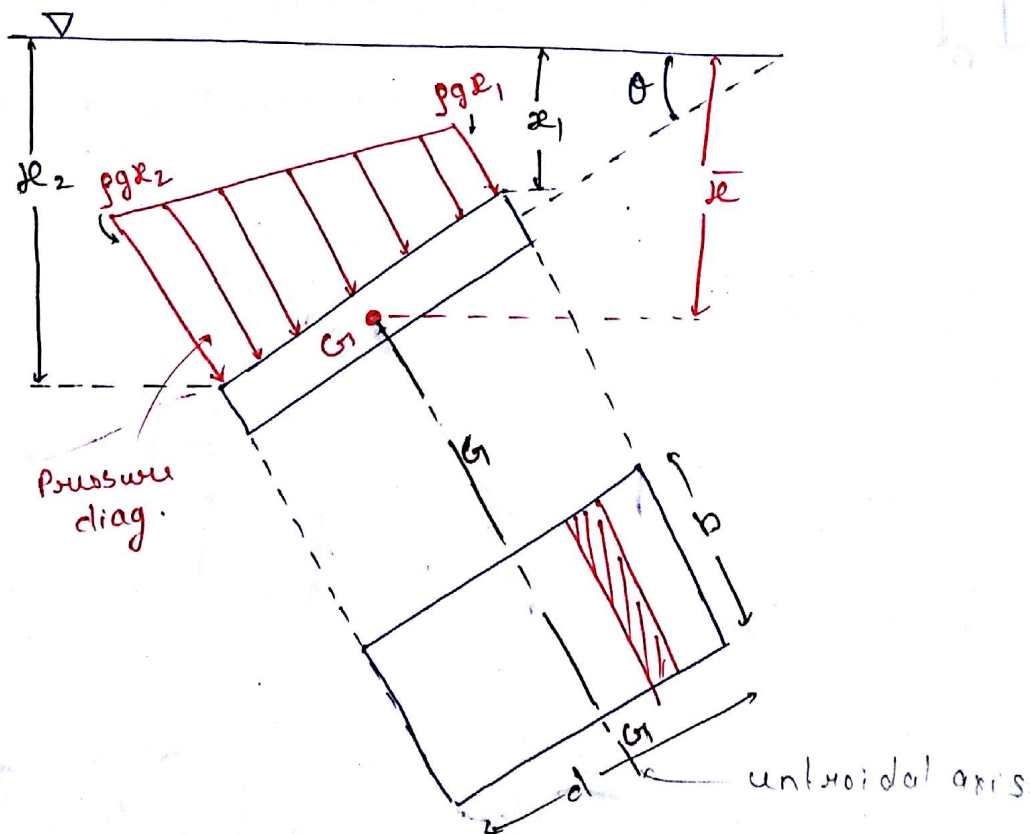 ρgx1
x1
θ
x̄
x2
ρgx2
G
Pressure
diag.
G
b
G
d
centroidal axis